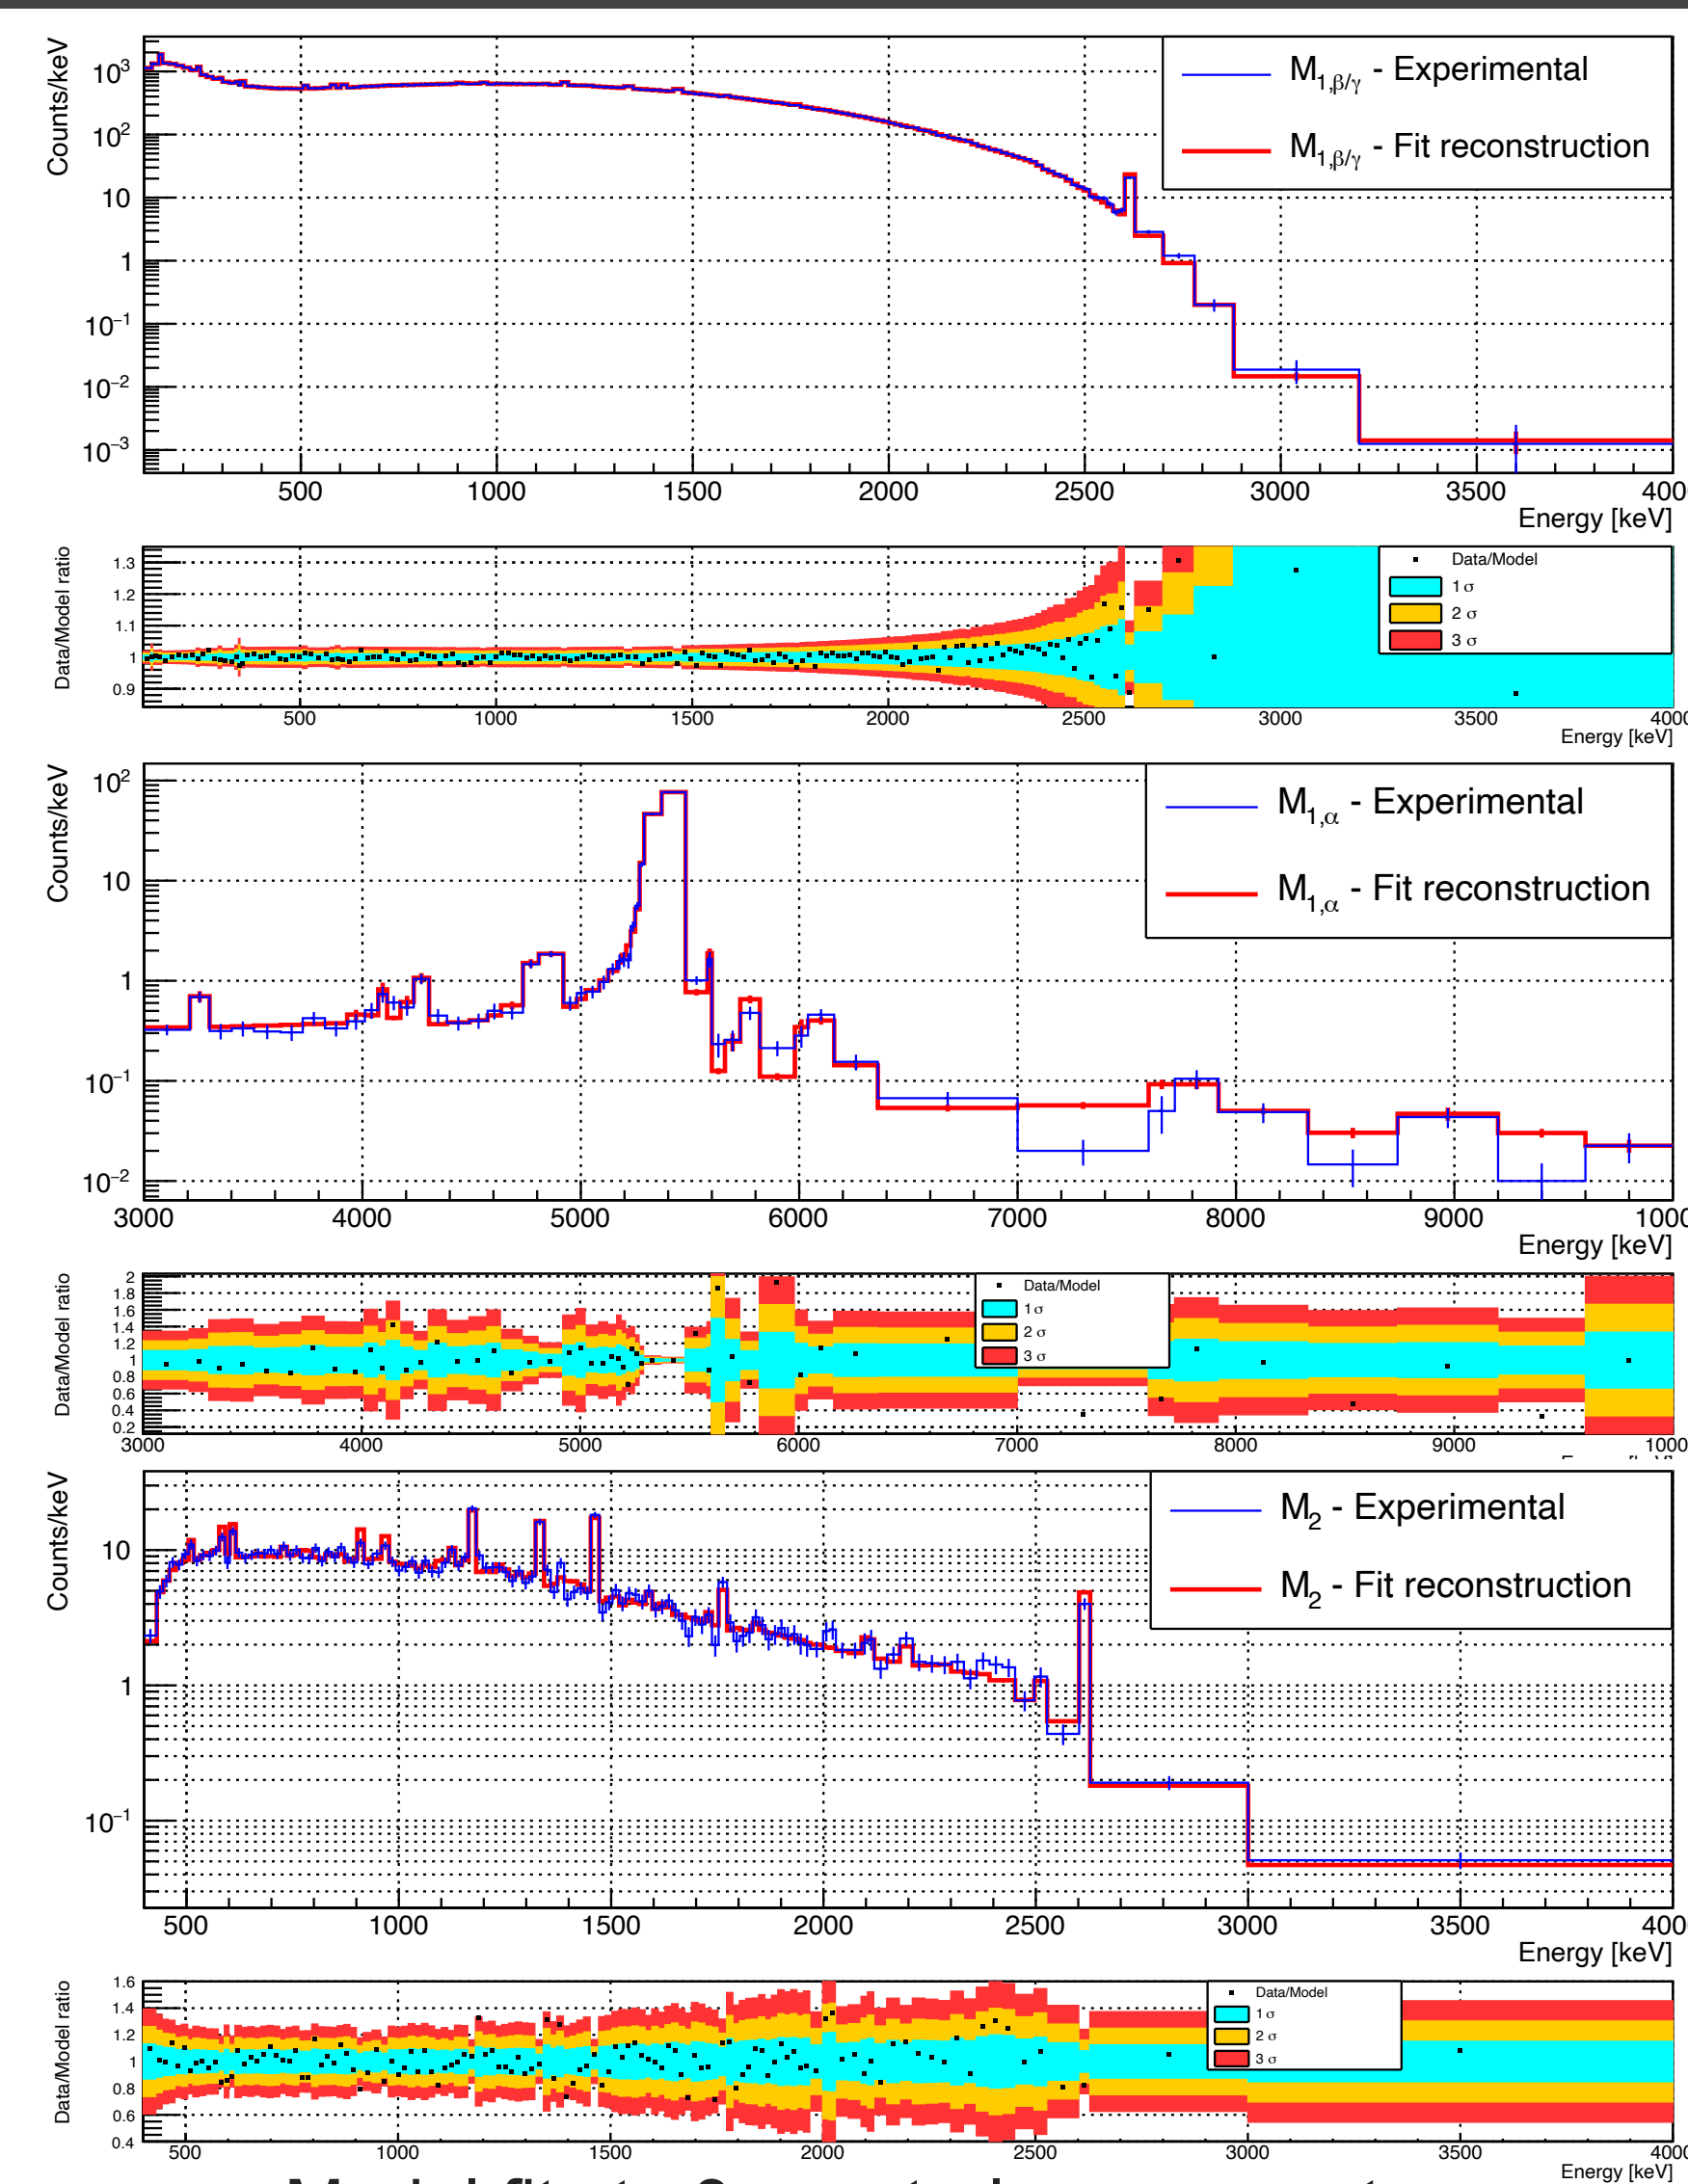 Counts/keV
10³
10²
10
1
10⁻¹
10⁻²
10⁻³
M1,β/γ - Experimental
M1,β/γ - Fit reconstruction
500 1000 1500 2000 2500 3000 3500 400
Energy [keV]
Data/Model ratio
1.3
1.2
1.1
1
0.9
Data/Model
1 σ
2 σ
3 σ
500 1000 1500 2000 2500 3000 3500 4000
Energy [keV]
Counts/keV
10²
10
1
10⁻¹
10⁻²
M1,α - Experimental
M1,α - Fit reconstruction
3000 4000 5000 6000 7000 8000 9000 1000
Energy [keV]
Data/Model ratio
2
1.8
1.6
1.4
1.2
1
0.8
0.6
0.4
0.2
Data/Model
1 σ
2 σ
3 σ
3000 4000 5000 6000 7000 8000 9000 1000
Counts/keV
10
1
10⁻¹
M2 - Experimental
M2 - Fit reconstruction
500 1000 1500 2000 2500 3000 3500 400
Energy [keV]
Data/Model ratio
1.6
1.4
1.2
1
0.8
0.6
0.4
Data/Model
1 σ
2 σ
3 σ
500 1000 1500 2000 2500 3000 3500 4000
Energy [keV]